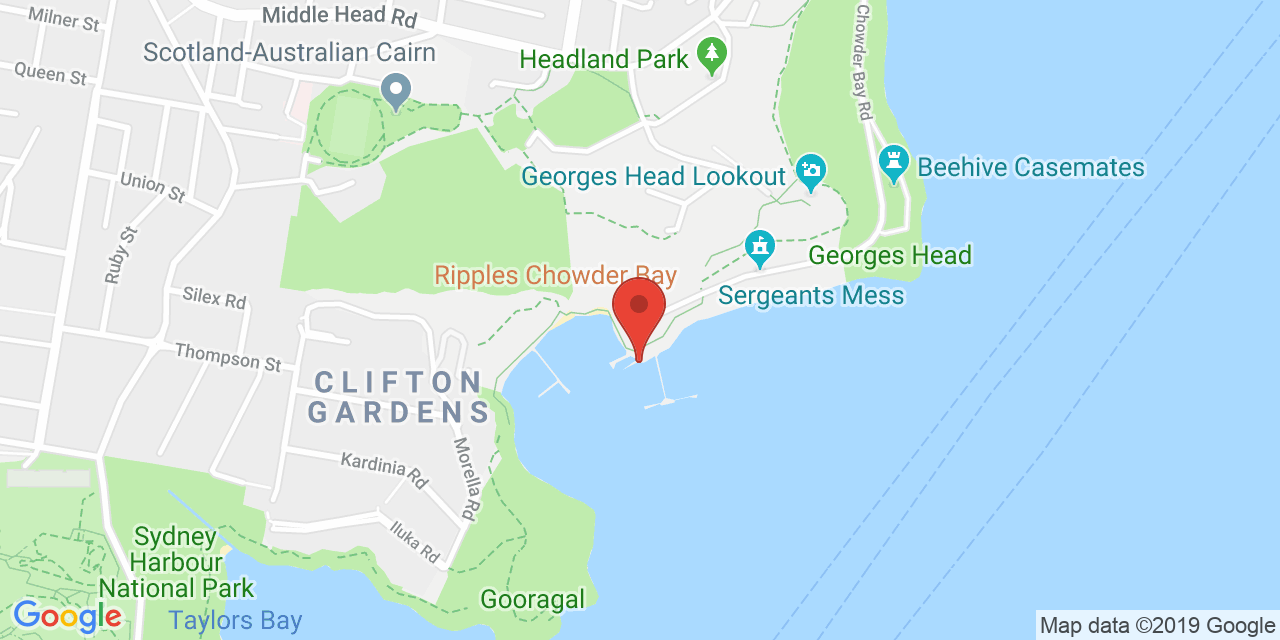 Middle Head Rd
Milner St
Scotland-Australian Cairn
Headland Park
Chowder Bay Rd
Queen St
Georges Head Lookout
Beehive Casemates
Union St
Ruby St
Georges Head
Ripples Chowder Bay
Sergeants Mess
Silex Rd
Thompson St
CLIFTON
GARDENS
Kardinia Rd
Morella Rd
Iluka Rd
Sydney
Harbour
National Park
Gooragal
Google
Taylors Bay
Map data ©2019 Google